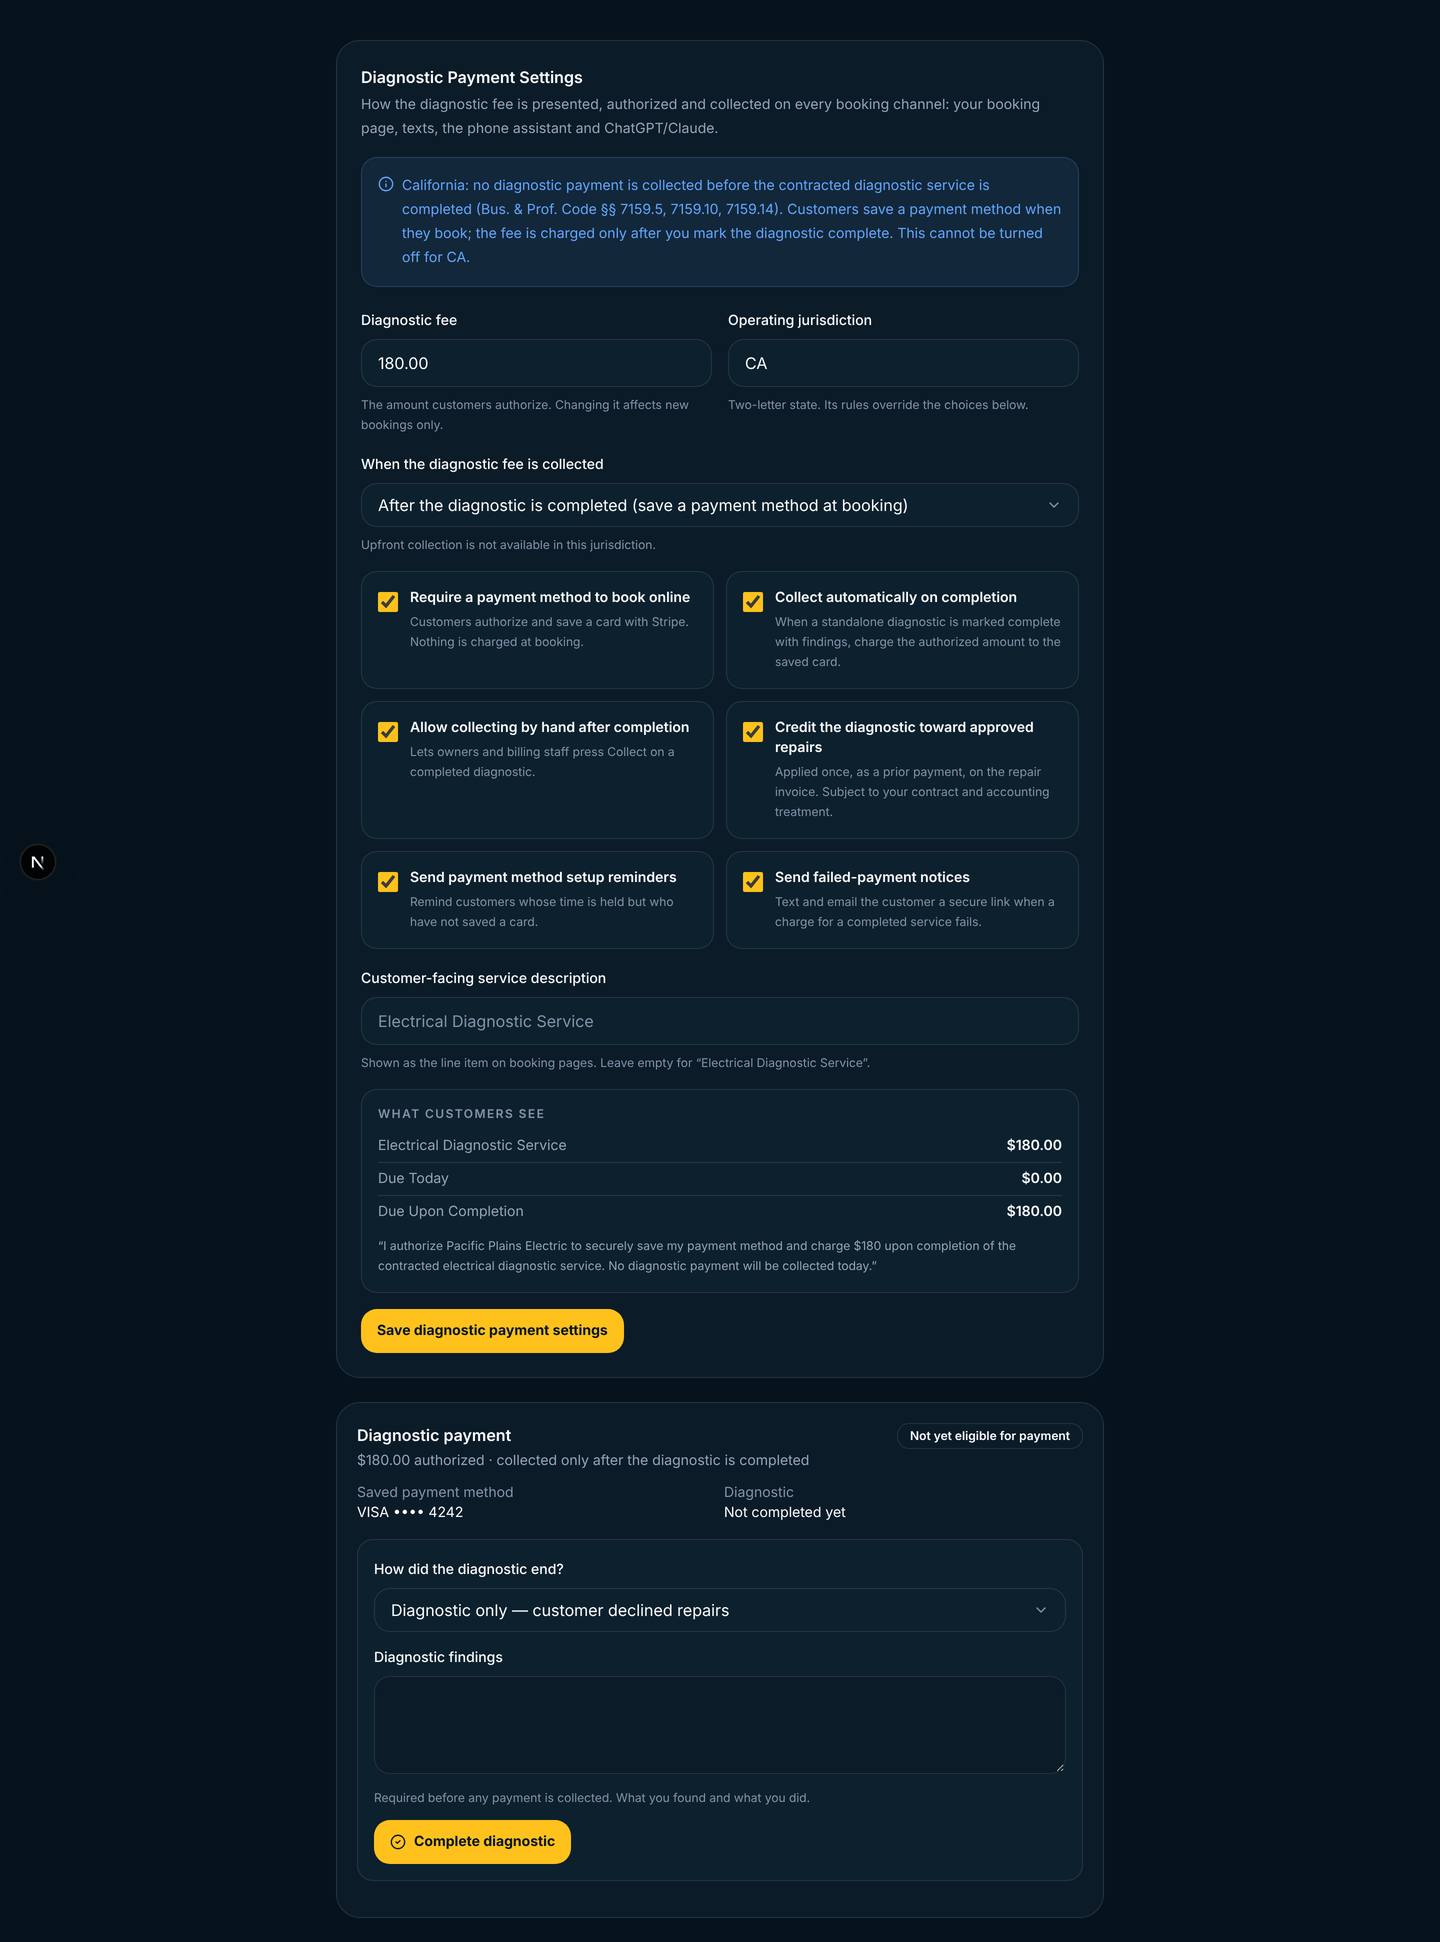 Diagnostic Payment Settings
How the diagnostic fee is presented, authorized and collected on every booking channel: your booking
page, texts, the phone assistant and ChatGPT/Claude.
California: no diagnostic payment is collected before the contracted diagnostic service is
completed (Bus. & Prof. Code §§ 7159.5, 7159.10, 7159.14). Customers save a payment method when
they book; the fee is charged only after you mark the diagnostic complete. This cannot be turned
off for CA.
Diagnostic fee
180.00
The amount customers authorize. Changing it affects new
bookings only.
Operating jurisdiction
CA
Two-letter state. Its rules override the choices below.
When the diagnostic fee is collected
After the diagnostic is completed (save a payment method at booking)
Upfront collection is not available in this jurisdiction.
Require a payment method to book online
Customers authorize and save a card with Stripe.
Nothing is charged at booking.
Collect automatically on completion
When a standalone diagnostic is marked complete
with findings, charge the authorized amount to the
saved card.
Allow collecting by hand after completion
Lets owners and billing staff press Collect on a
completed diagnostic.
Credit the diagnostic toward approved
repairs
Applied once, as a prior payment, on the repair
invoice. Subject to your contract and accounting
treatment.
Send payment method setup reminders
Remind customers whose time is held but who
have not saved a card.
Send failed-payment notices
Text and email the customer a secure link when a
charge for a completed service fails.
Customer-facing service description
Electrical Diagnostic Service
Shown as the line item on booking pages. Leave empty for “Electrical Diagnostic Service”.
WHAT CUSTOMERS SEE
Electrical Diagnostic Service $180.00
Due Today $0.00
Due Upon Completion $180.00
“I authorize Pacific Plains Electric to securely save my payment method and charge $180 upon completion of the
contracted electrical diagnostic service. No diagnostic payment will be collected today.”
Save diagnostic payment settings
N
Diagnostic payment
Not yet eligible for payment
$180.00 authorized · collected only after the diagnostic is completed
Saved payment method
VISA •••• 4242
Diagnostic
Not completed yet
How did the diagnostic end?
Diagnostic only — customer declined repairs
Diagnostic findings
Required before any payment is collected. What you found and what you did.
Complete diagnostic